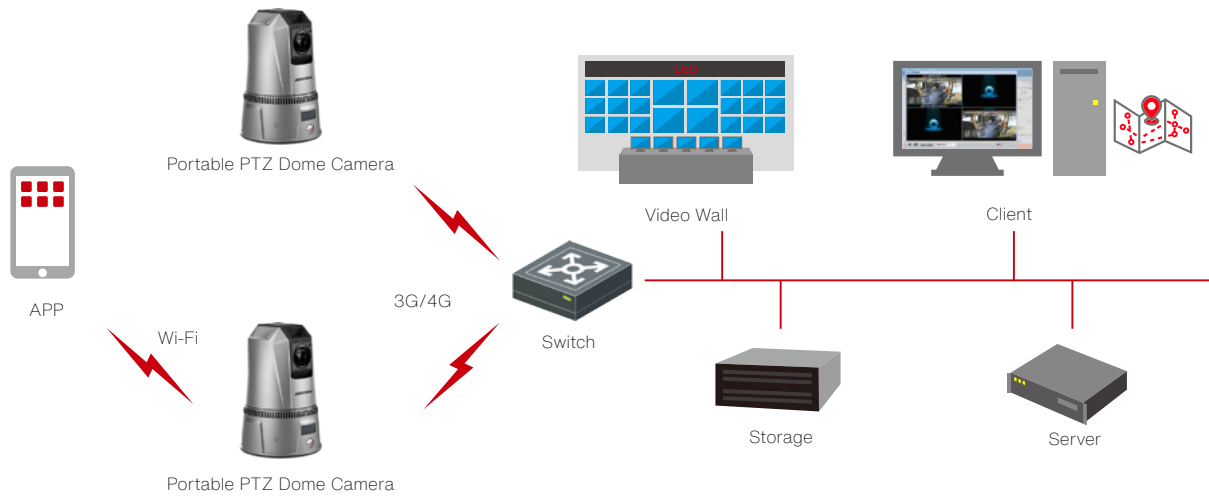 LED
Portable PTZ Dome Camera
Video Wall
Client
APP
3G/4G
Wi-Fi
Switch
Storage
Server
Portable PTZ Dome Camera